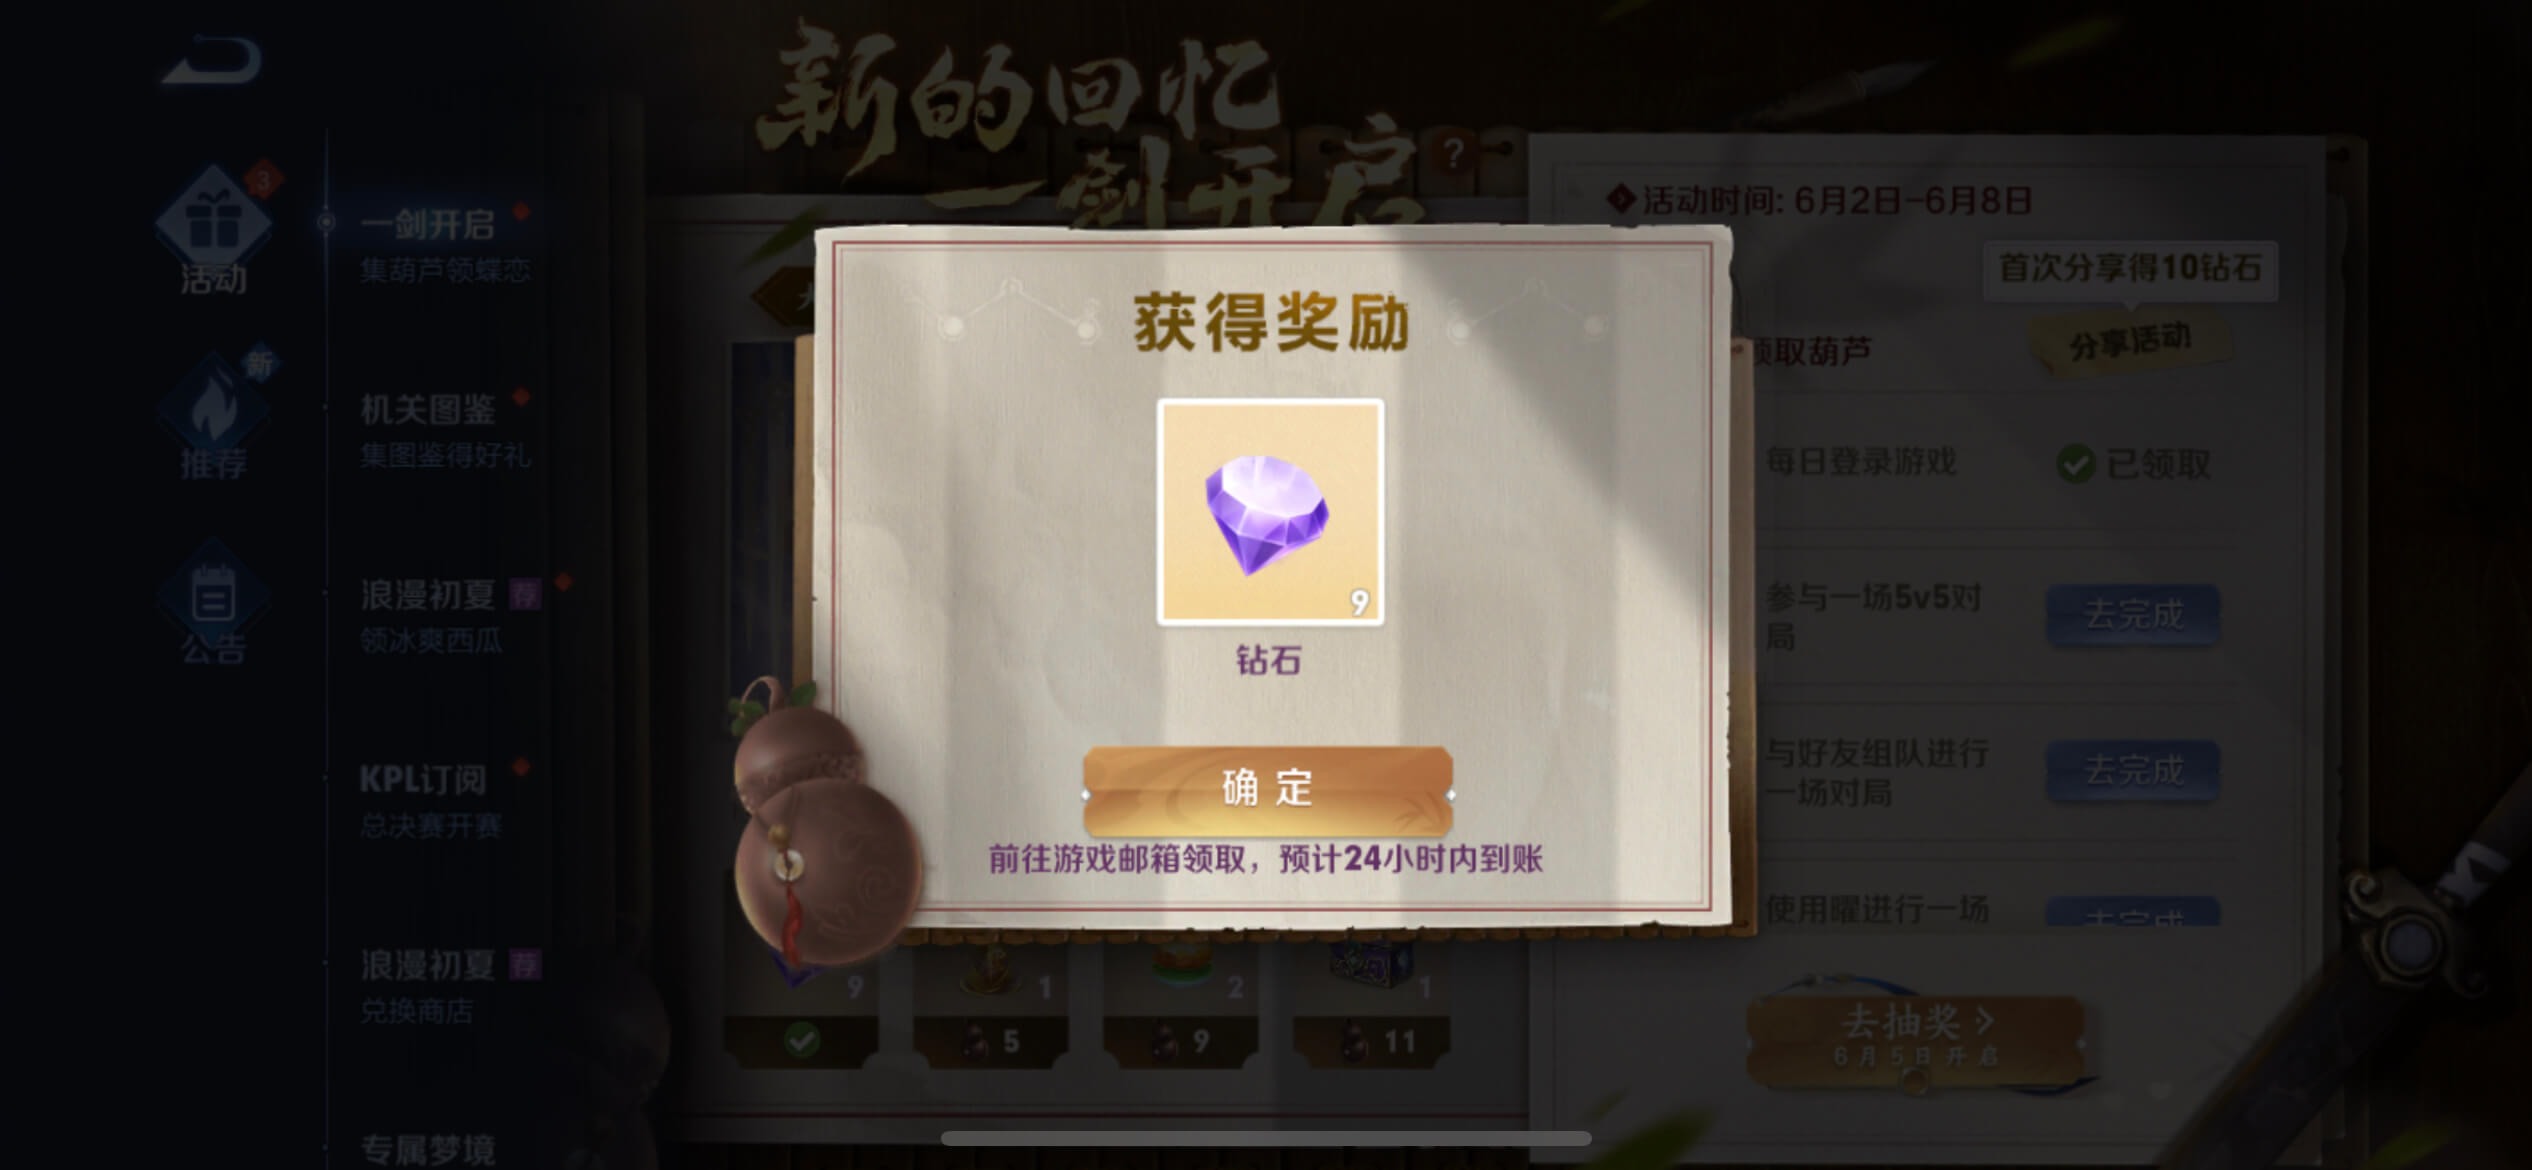 新的回忆
一剑开启
?
3
活动
新
推荐
公告
一剑开启
集葫芦领蝶恋
机关图鉴
集图鉴得好礼
浪漫初夏 荐
领冰爽西瓜
KPL订阅
总决赛开赛
浪漫初夏 荐
兑换商店
专属梦境
获得奖励
9
钻石
确定
前往游戏邮箱领取，预计24小时内到账
9
1
2
1
5
9
11
活动时间: 6月2日-6月8日
首次分享得10钻石
领取葫芦
分享活动
每日登录游戏
已领取
参与一场5v5对
局
去完成
与好友组队进行
一场对局
去完成
使用曜进行一场
去完成
去抽奖>
6月5日开启